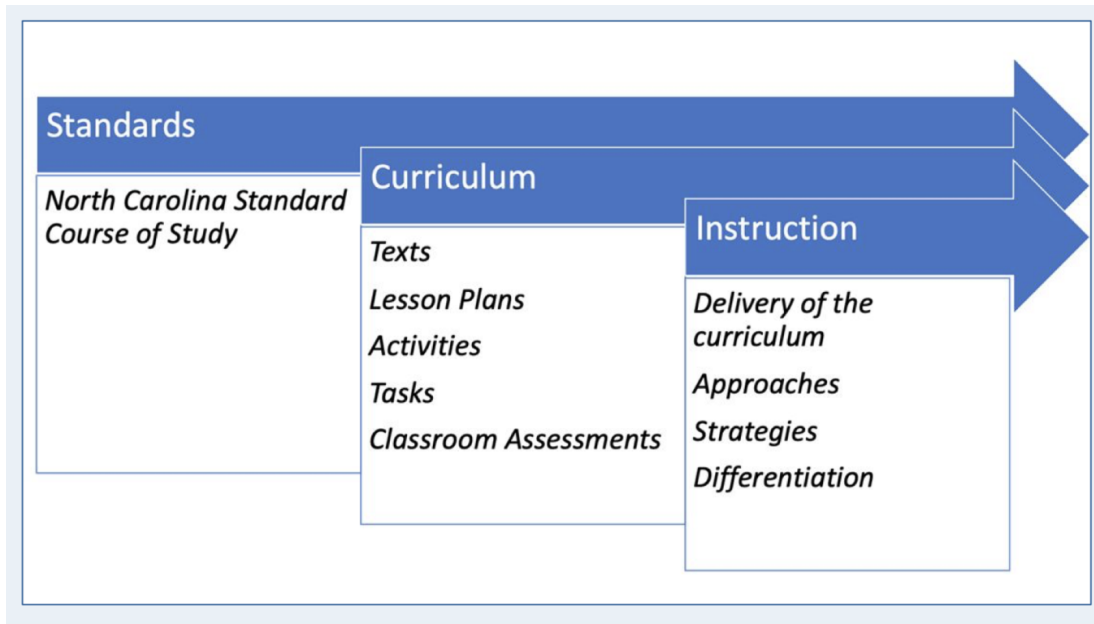 Standards
North Carolina Standard
Course of Study
Curriculum
Texts
Lesson Plans
Activities
Tasks
Classroom Assessments
Instruction
Delivery of the
curriculum
Approaches
Strategies
Differentiation